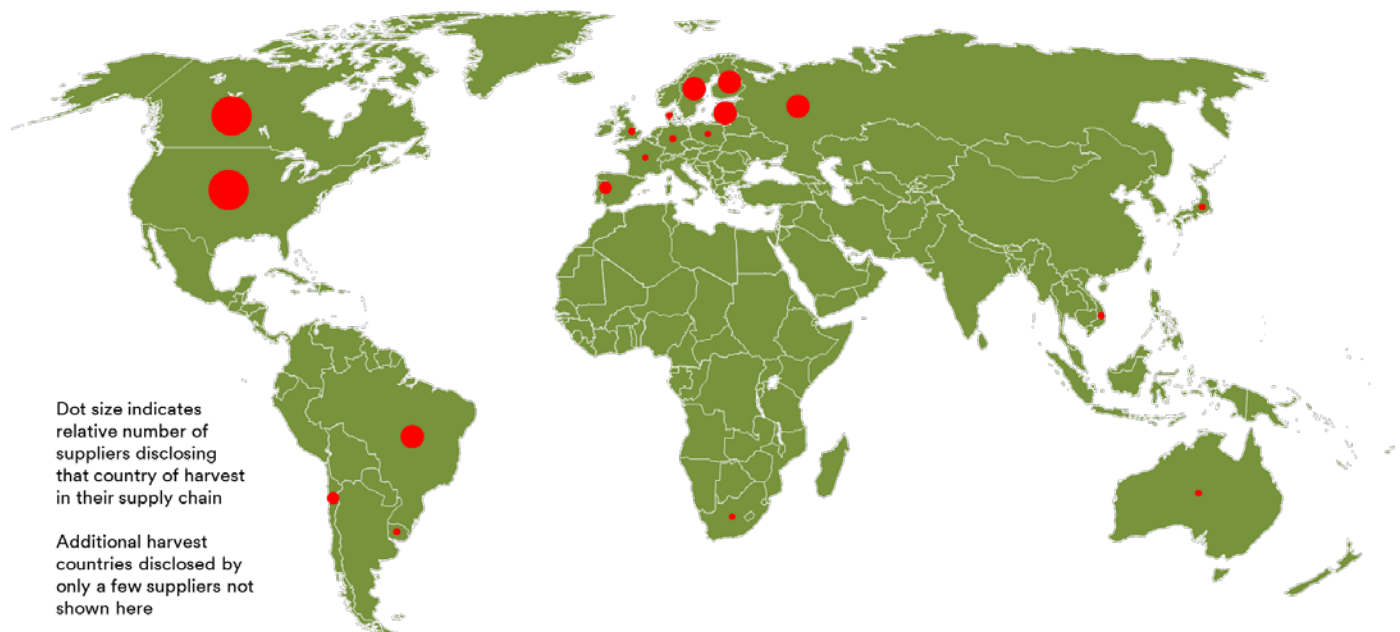 Dot size indicates
relative number of
suppliers disclosing
that country of harvest
in their supply chain
Additional harvest
countries disclosed by
only a few suppliers not
shown here